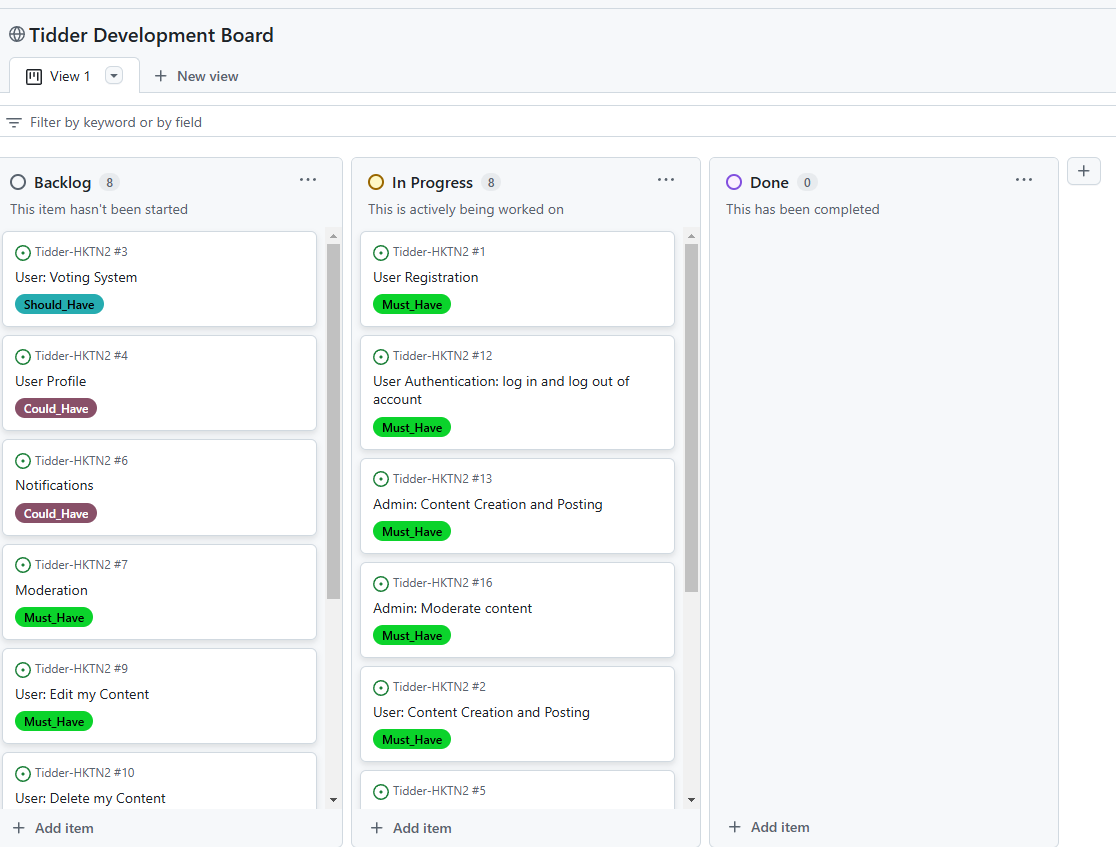 Tidder Development Board
View 1
New view
Filter by keyword or by field
Backlog 8
This item hasn't been started
Tidder-HKTN2 #3
User: Voting System
Should_Have
Tidder-HKTN2 #4
User Profile
Could_Have
Tidder-HKTN2 #6
Notifications
Could_Have
Tidder-HKTN2 #7
Moderation
Must_Have
Tidder-HKTN2 #9
User: Edit my Content
Must_Have
Tidder-HKTN2 #10
User: Delete my Content
Add item
In Progress 8
This is actively being worked on
Tidder-HKTN2 #1
User Registration
Must_Have
Tidder-HKTN2 #12
User Authentication: log in and log out of
account
Must_Have
Tidder-HKTN2 #13
Admin: Content Creation and Posting
Must_Have
Tidder-HKTN2 #16
Admin: Moderate content
Must_Have
Tidder-HKTN2 #2
User: Content Creation and Posting
Must_Have
Tidder-HKTN2 #5
Add item
Done 0
This has been completed
Add item